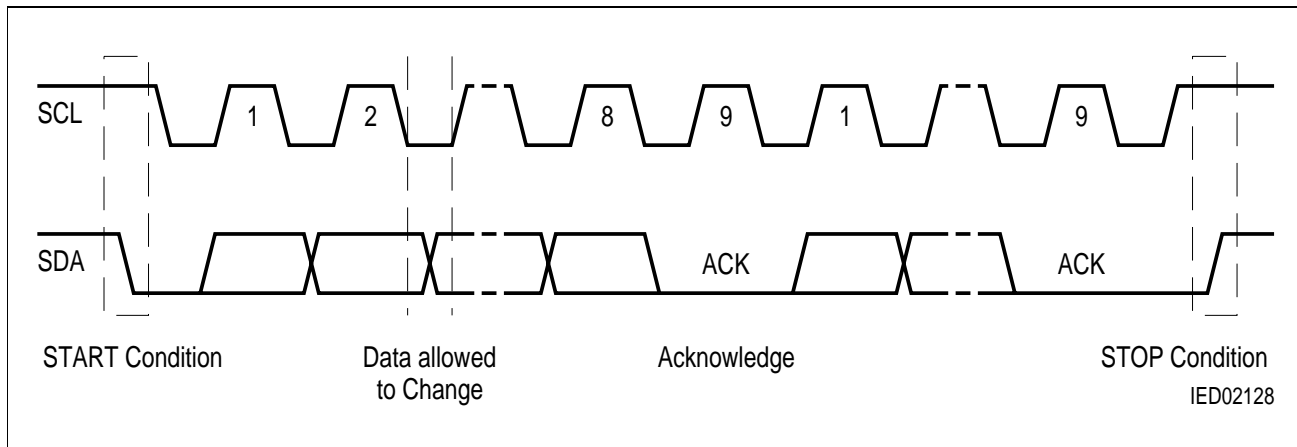 SCL 1 2 8 9 1 9
SDA ACK ACK
START Condition Data allowed to Change Acknowledge STOP Condition
IED02128